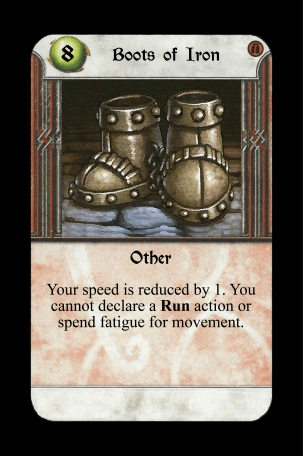 8 Boots of Iron
Other
Your speed is reduced by 1. You
cannot declare a Run action or
spend fatigue for movement.